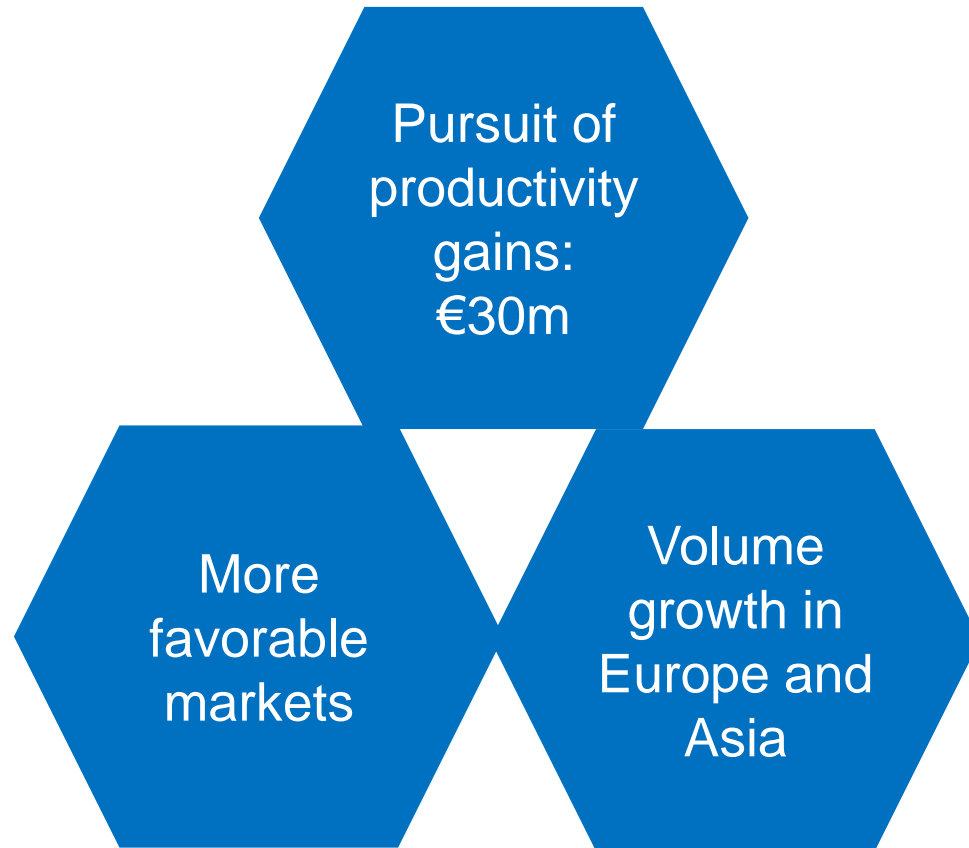 Pursuit of
productivity
gains:
€30m
More
favorable
markets
Volume
growth in
Europe and
Asia